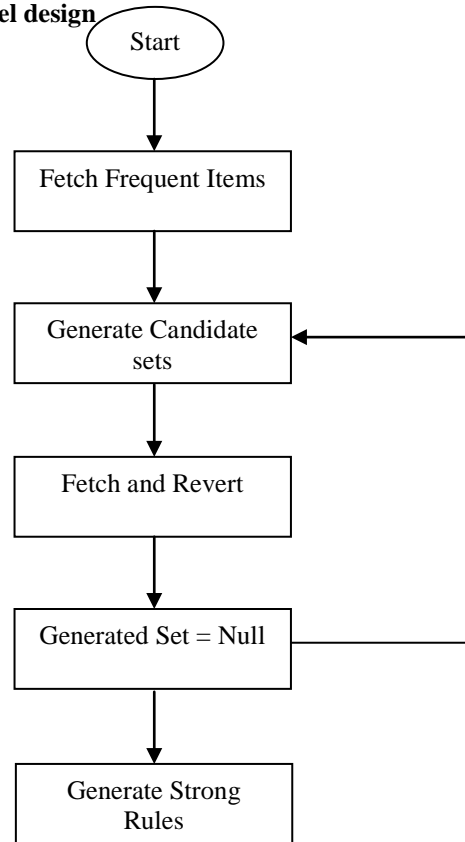 el design
Start
Fetch Frequent Items
Generate Candidate
sets
Fetch and Revert
Generated Set = Null
Generate Strong
Rules